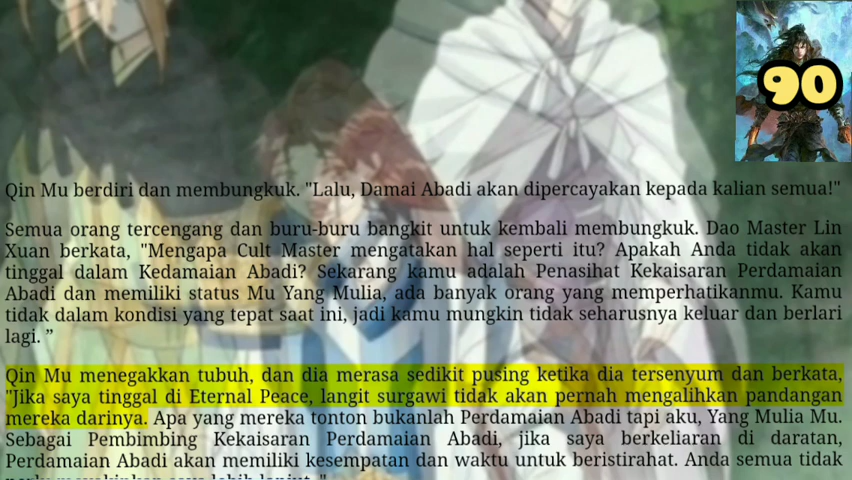 90
Qin Mu berdiri dan membungkuk. "Lalu, Damai Abadi akan dipercayakan kepada kalian semua!"
Semua orang tercengang dan buru-buru bangkit untuk kembali membungkuk. Dao Master Lin
Xuan berkata, "Mengapa Cult Master mengatakan hal seperti itu? Apakah Anda tidak akan
tinggal dalam Kedamaian Abadi? Sekarang kamu adalah Penasihat Kekaisaran Perdamaian
Abadi dan memiliki status Mu Yang Mulia, ada banyak orang yang memperhatikanmu. Kamu
tidak dalam kondisi yang tepat saat ini, jadi kamu mungkin tidak seharusnya keluar dan berlari
lagi. ”
Qin Mu menegakkan tubuh, dan dia merasa sedikit pusing ketika dia tersenyum dan berkata,
"Jika saya tinggal di Eternal Peace, langit surgawi tidak akan pernah mengalihkan pandangan
mereka darinya. Apa yang mereka tonton bukanlah Perdamaian Abadi tapi aku, Yang Mulia Mu.
Sebagai Pembimbing Kekaisaran Perdamaian Abadi, jika saya berkeliaran di daratan,
Perdamaian Abadi akan memiliki kesempatan dan waktu untuk beristirahat. Anda semua tidak